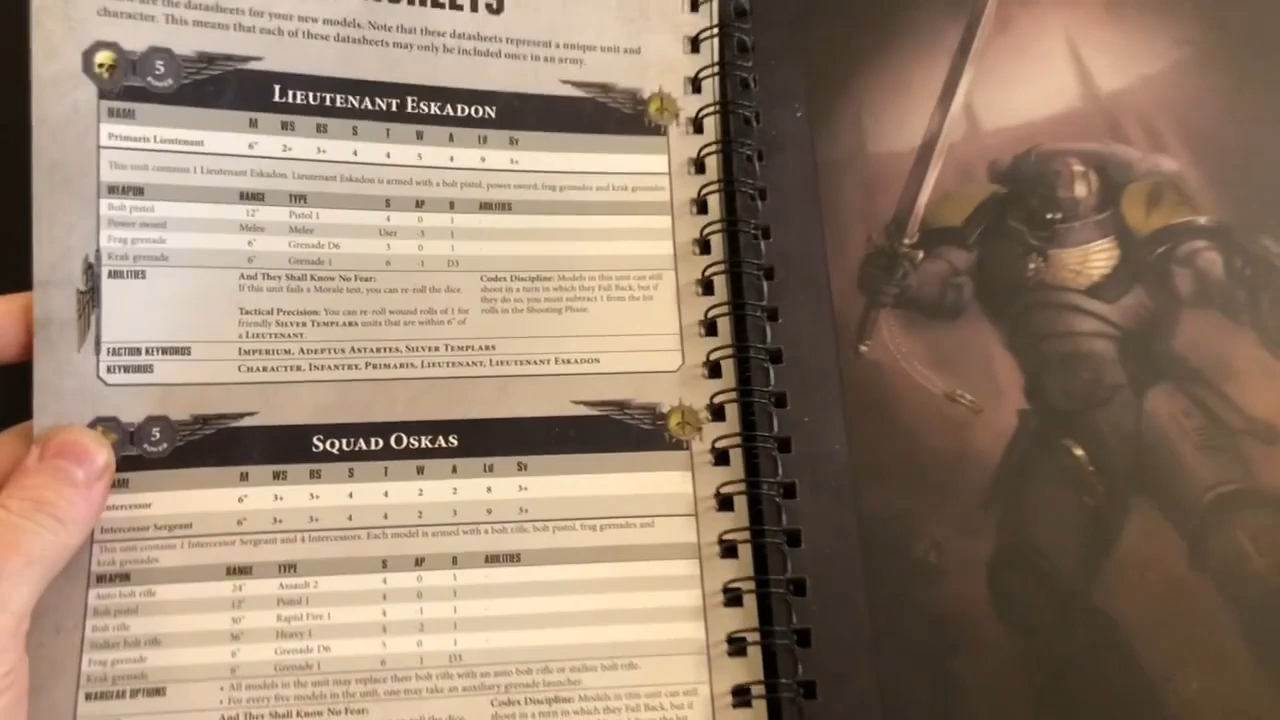 are the datasheets for your new models. Note that these datasheets represent a unique unit and
character. This means that each of these datasheets may only be included once in an army.
5
POWER
LIEUTENANT ESKADON
NAME M WS BS S T W A Ld Sv
Primaris Lieutenant 6" 2+ 3+ 4 4 5 4 9 3+
This unit contains 1 Lieutenant Eskadon. Lieutenant Eskadon is armed with a bolt pistol, power sword, frag grenades and krak grenades.
WEAPON RANGE TYPE S AP D ABILITIES
Bolt pistol 12" Pistol 1 4 0 1 -
Power sword Melee Melee User -3 1 -
Frag grenade 6" Grenade D6 3 0 1 -
Krak grenade 6" Grenade 1 6 -1 D3 -
ABILITIES
And They Shall Know No Fear:
If this unit fails a Morale test, you can re-roll the dice.
Tactical Precision: You can re-roll wound rolls of 1 for
friendly SILVER TEMPLARS units that are within 6" of
a LIEUTENANT.
Codex Discipline: Models in this unit can still
shoot in a turn in which they Fall Back, but if
they do so, you must subtract 1 from the hit
rolls in the Shooting Phase.
FACTION KEYWORDS IMPERIUM, ADEPTUS ASTARTES, SILVER TEMPLARS
KEYWORDS CHARACTER, INFANTRY, PRIMARIS, LIEUTENANT, LIEUTENANT ESKADON
5
POWER
SQUAD OSKAS
AME M WS BS S T W A Ld Sv
Intercessor 6" 3+ 3+ 4 4 2 2 8 3+
Intercessor Sergeant 6" 3+ 3+ 4 4 2 3 9 3+
This unit contains 1 Intercessor Sergeant and 4 Intercessors. Each model is armed with a bolt rifle, bolt pistol, frag grenades and
krak grenades.
WEAPON RANGE TYPE S AP D ABILITIES
Auto bolt rifle 24" Assault 2 4 0 1 -
Bolt pistol 12" Pistol 1 4 0 1 -
Bolt rifle 30" Rapid Fire 1 4 -1 1 -
Stalker bolt rifle 36" Heavy 1 4 -2 1 -
Frag grenade 6" Grenade D6 3 0 1
Krak grenade 6" Grenade 1 6 -1 D3
WARGEAR OPTIONS
• All models in the unit may replace their bolt rifle with an auto bolt rifle or stalker bolt rifle.
• For every five models in the unit, one may take an auxiliary grenade launcher.
And They Shall Know No Fear:
Codex Discipline: Models in this unit can still
shoot in a turn in which they Fall Back, but if